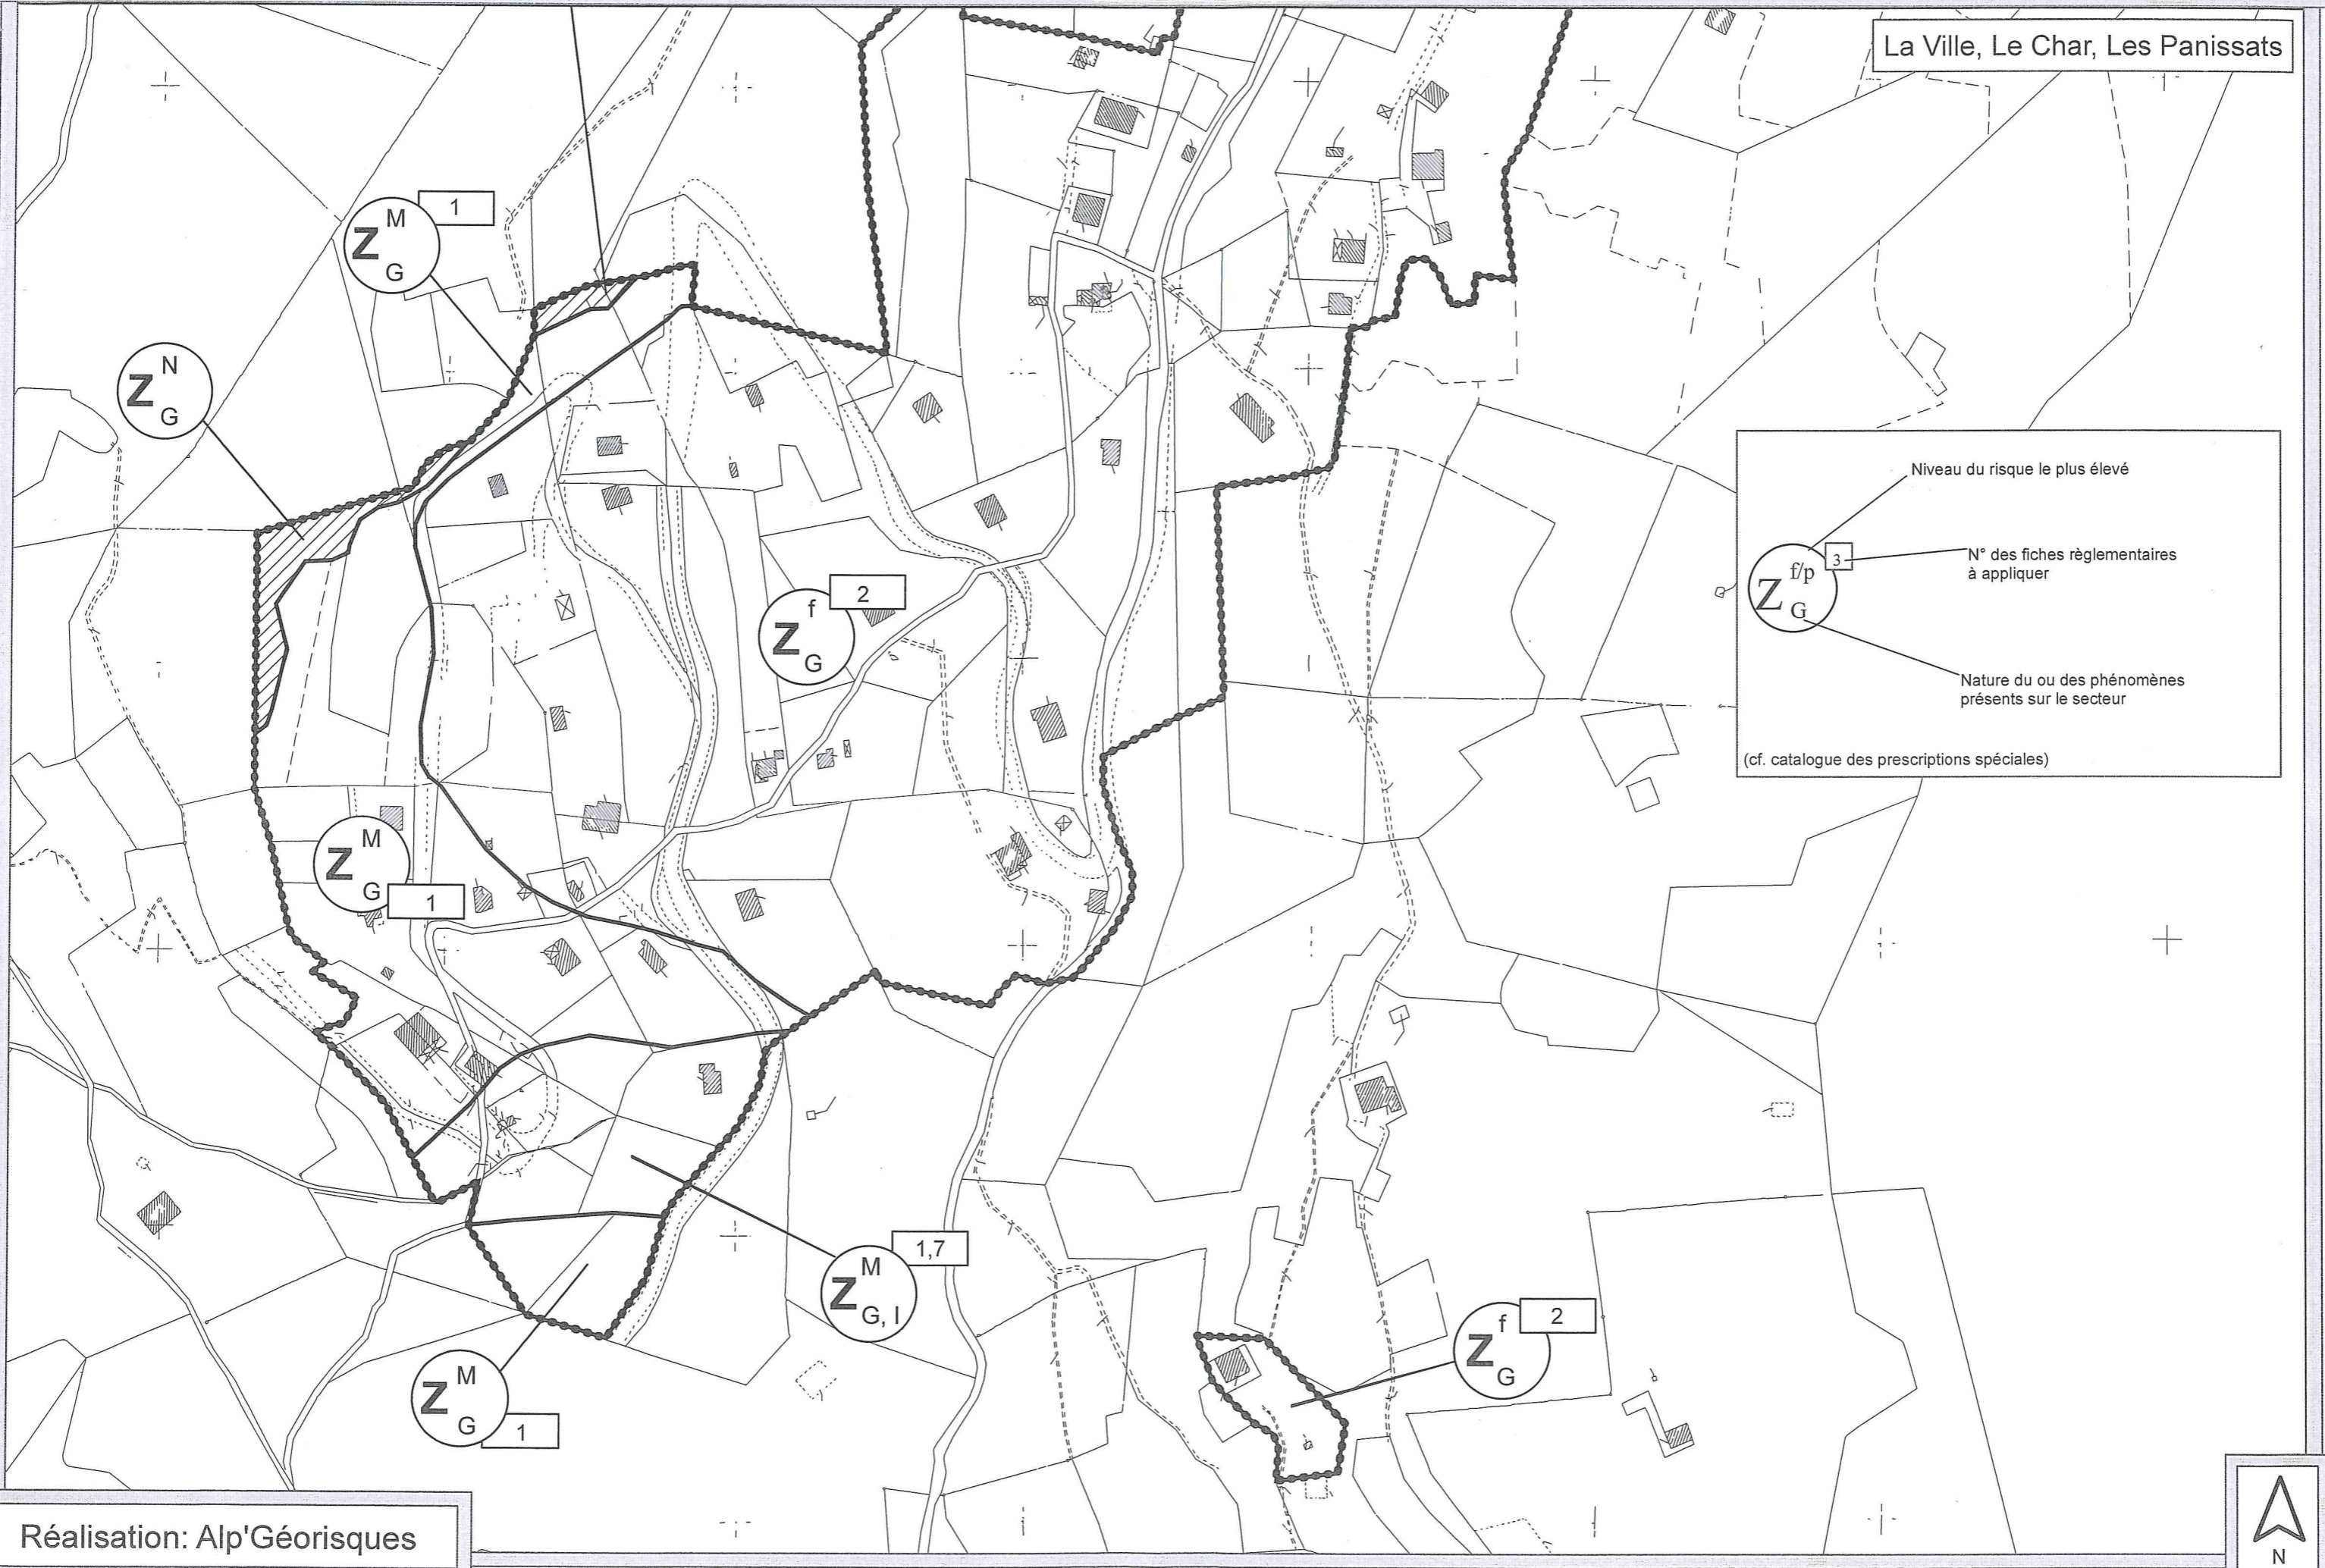 La Ville, Le Char, Les Panissats
Z M G
1
Z N G
Niveau du risque le plus élevé
Z f/p G
3
N° des fiches règlementaires
à appliquer
Nature du ou des phénomènes
présents sur le secteur
(cf. catalogue des prescriptions spéciales)
Z f G
2
Z M G
1
Z M G, I
1,7
Z f G
2
Z M G
1
Réalisation: Alp'Géorisques
N